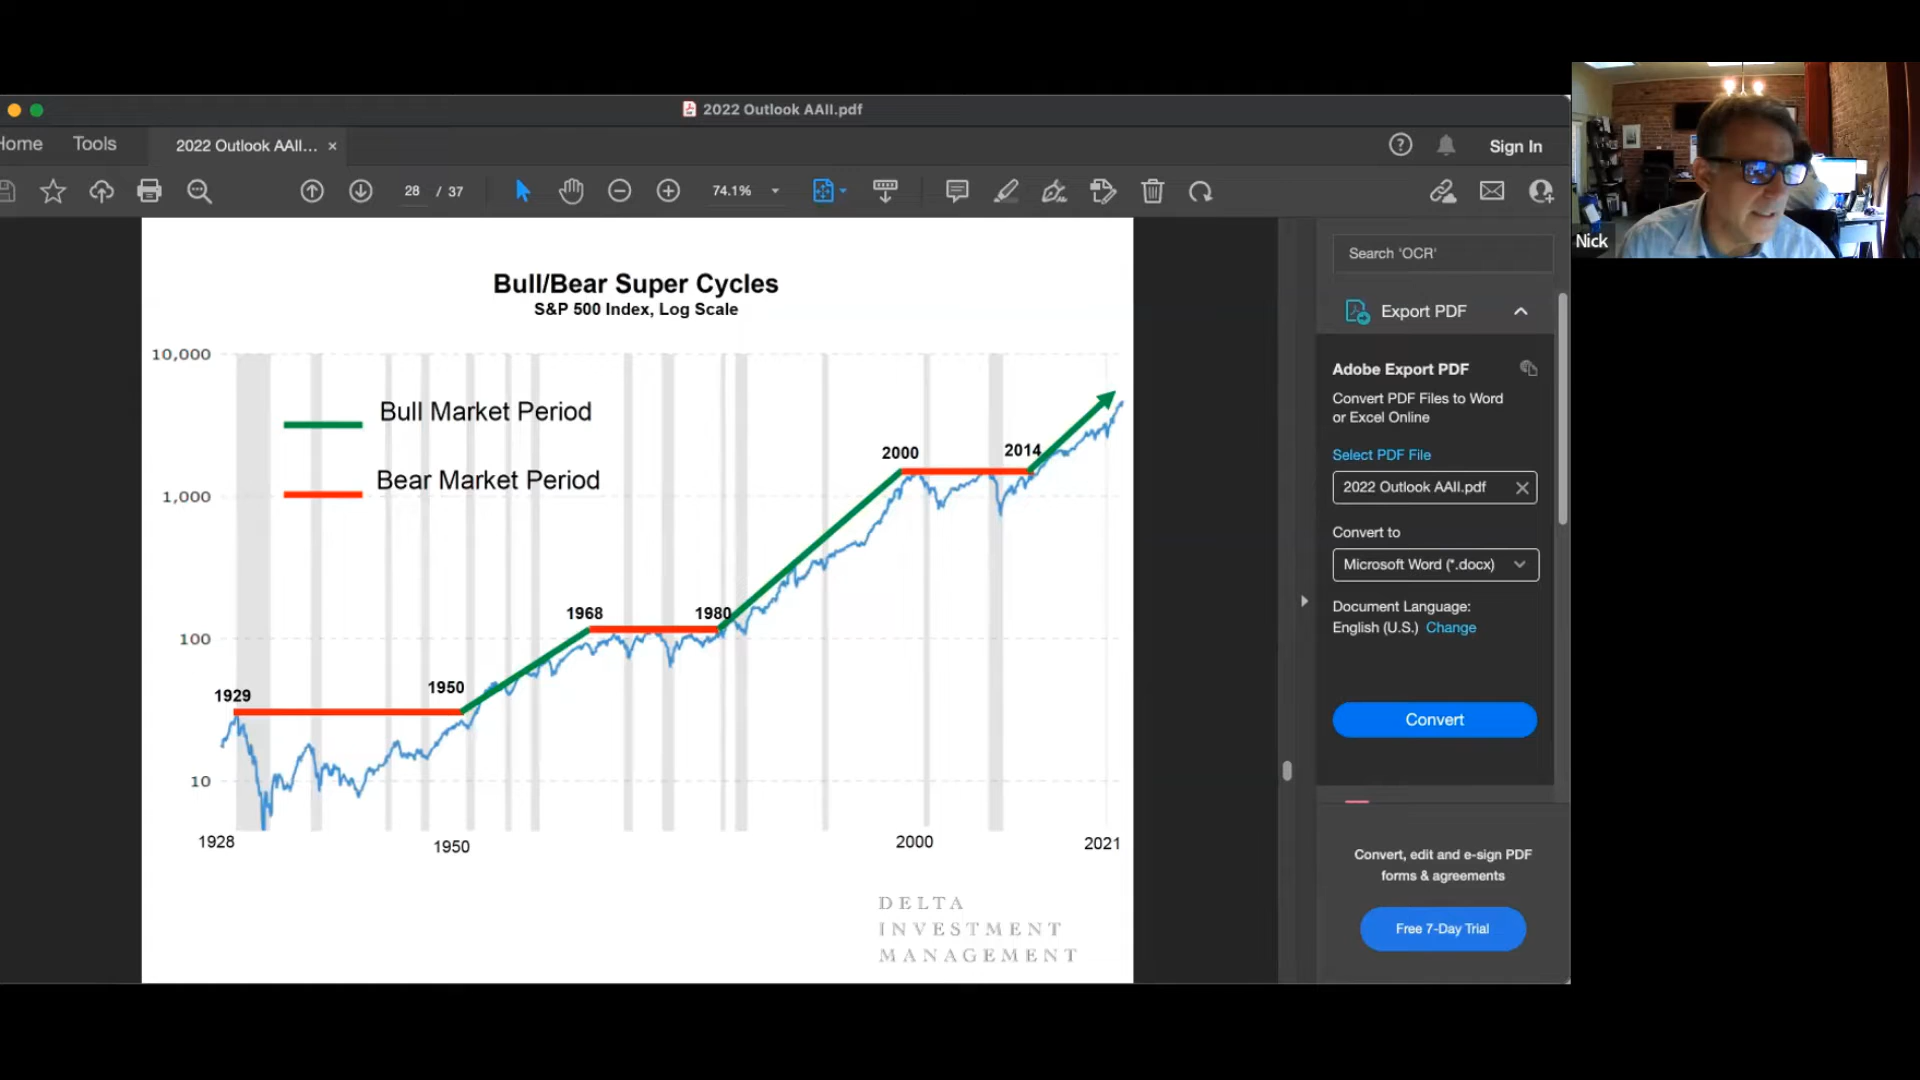 2022 Outlook AAII.pdf
Home
Tools
2022 Outlook AAII...
Sign In
28 / 37
74.1%
Nick
Search 'OCR'
Bull/Bear Super Cycles
S&P 500 Index, Log Scale
Export PDF
10,000
1,000
100
10
Bull Market Period
Bear Market Period
1929
1950
1968
1980
2000
2014
1928
1950
2000
2021
DELTA
INVESTMENT
MANAGEMENT
Adobe Export PDF
Convert PDF Files to Word
or Excel Online
Select PDF File
2022 Outlook AAII.pdf
Convert to
Microsoft Word (*.docx)
Document Language:
English (U.S.) Change
Convert
Convert, edit and e-sign PDF
forms & agreements
Free 7-Day Trial